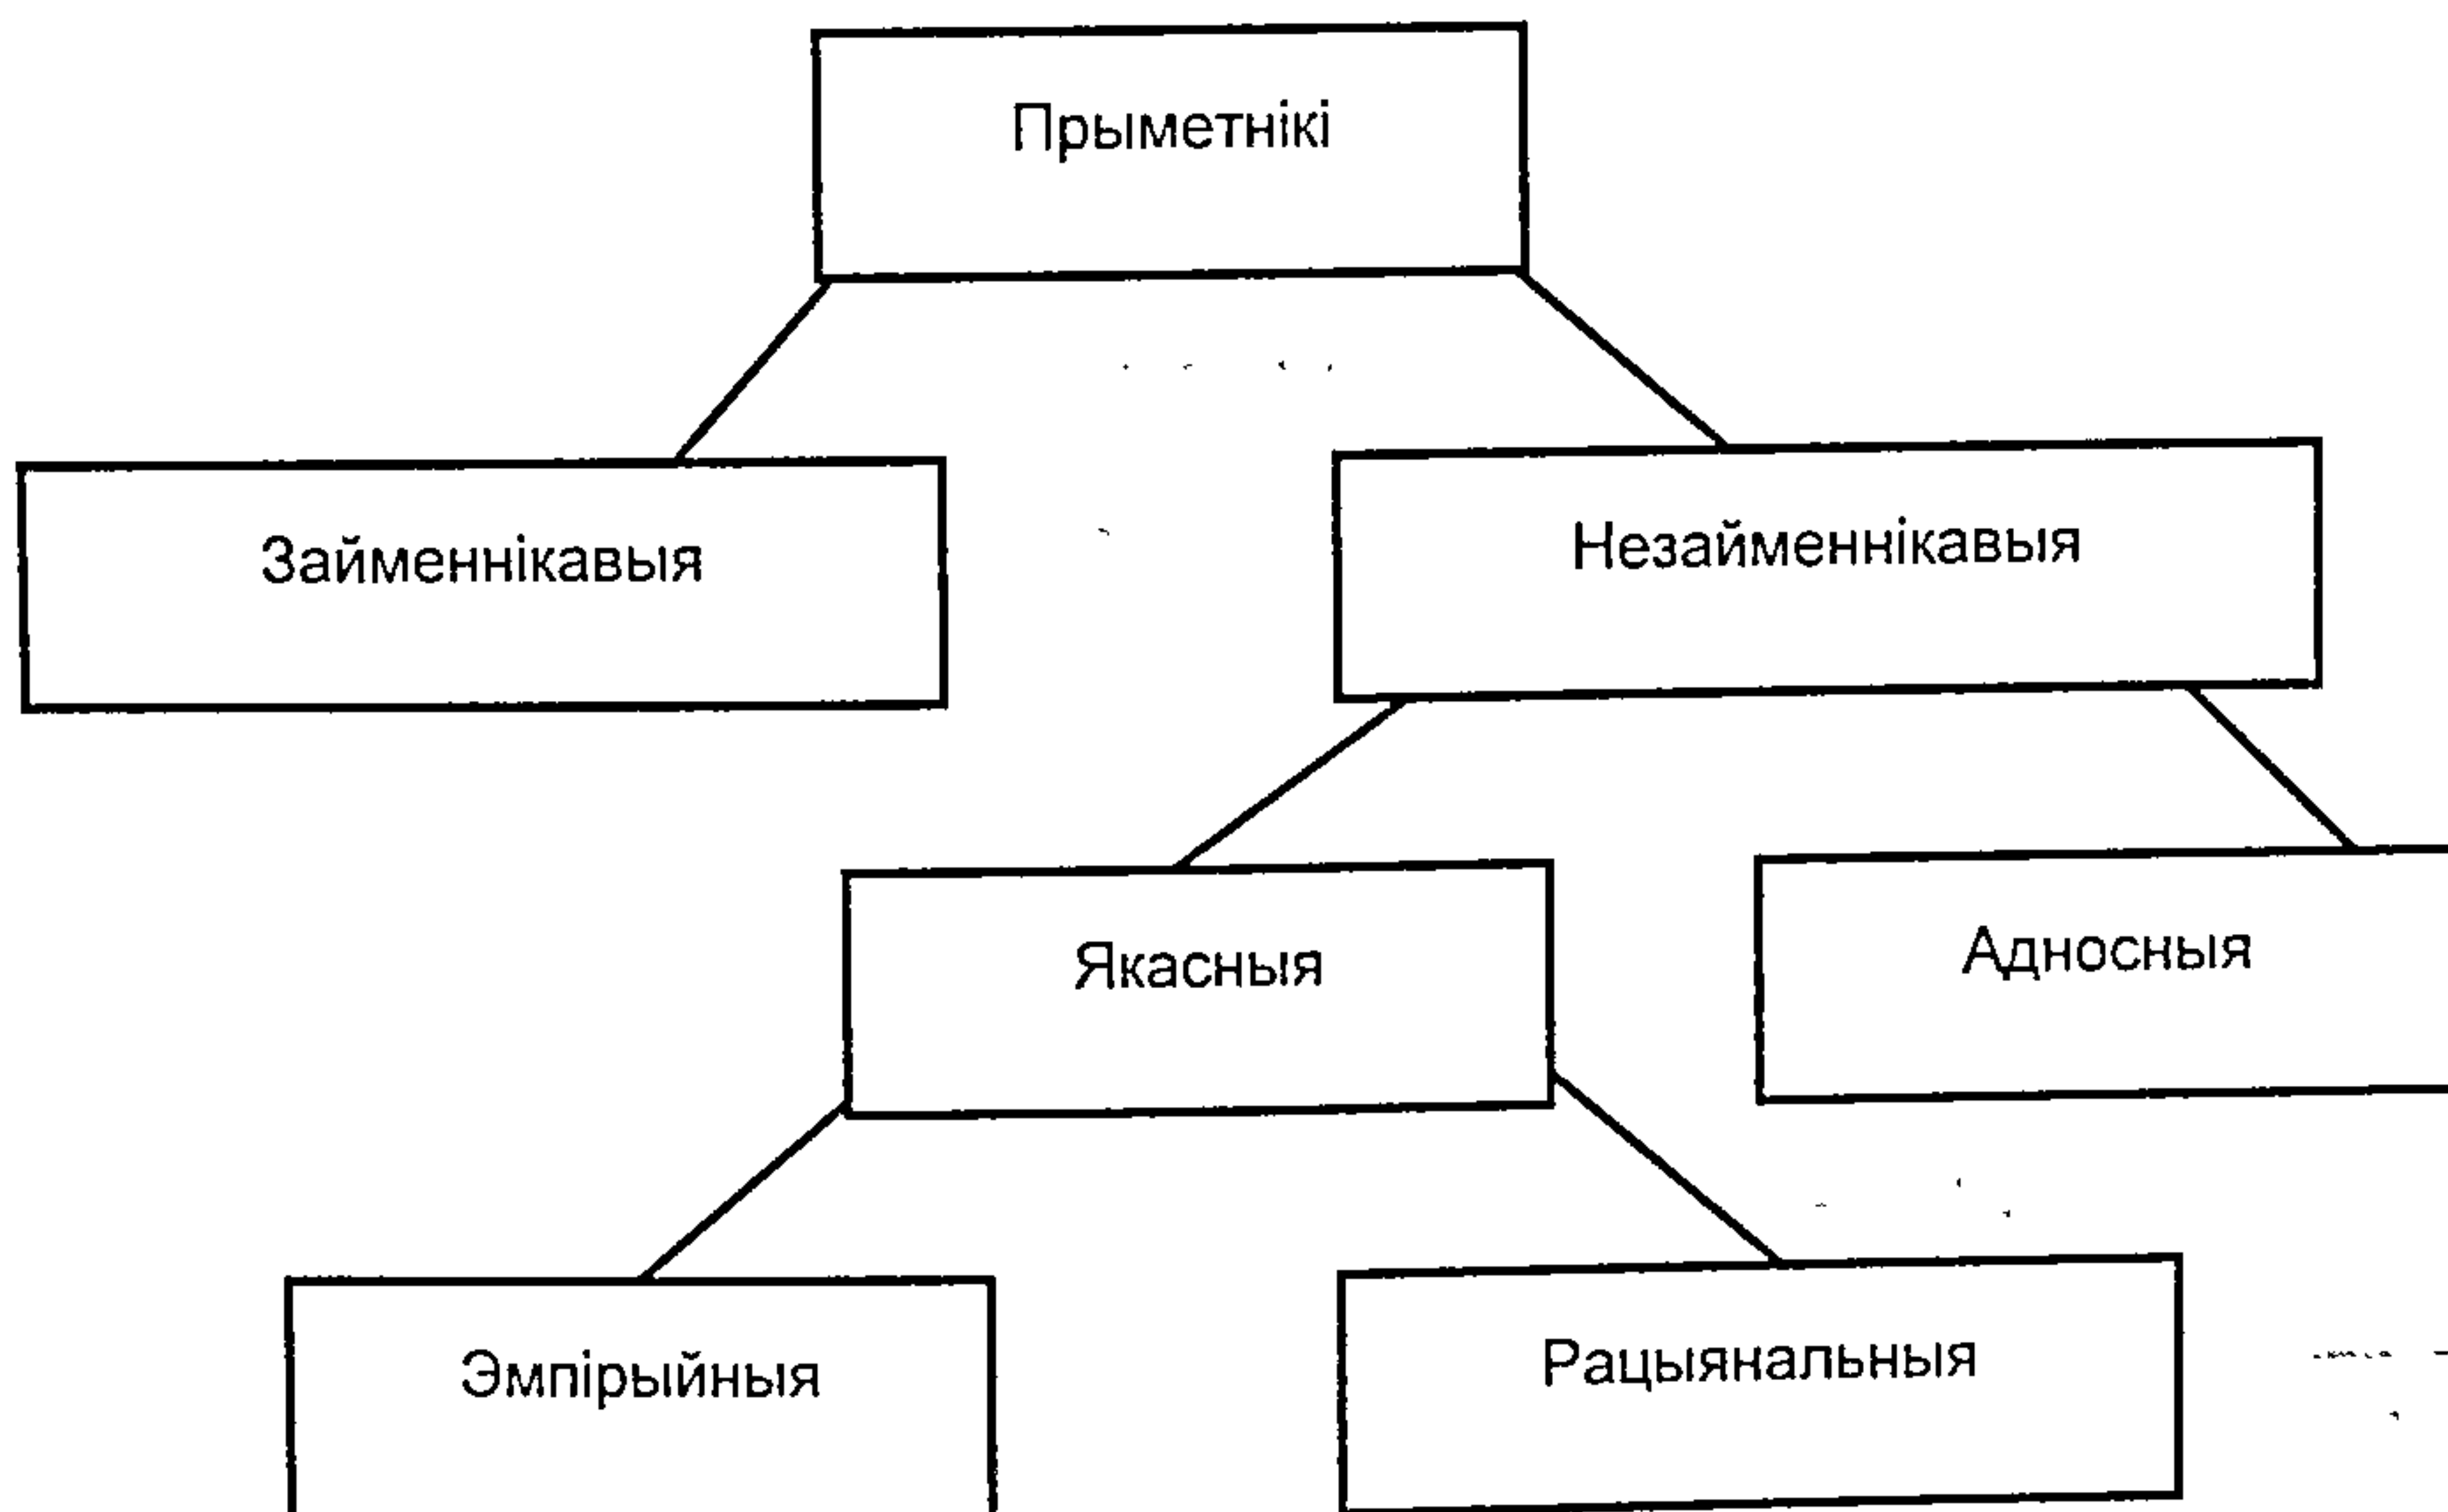 Прыметнікі
Займеннікавыя
Незайменнікавыя
Якасныя
Адносныя
Эмпірыйныя
Рацыянальныя